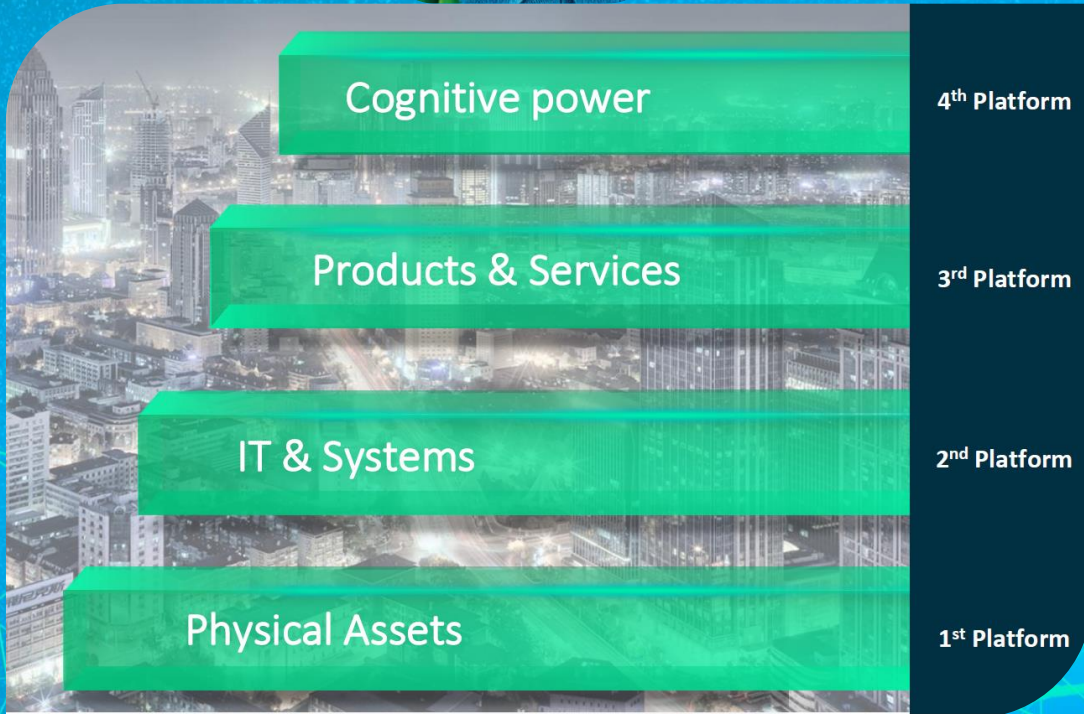 Cognitive power
4th Platform
Products & Services
3rd Platform
IT & Systems
2nd Platform
Physical Assets
1st Platform